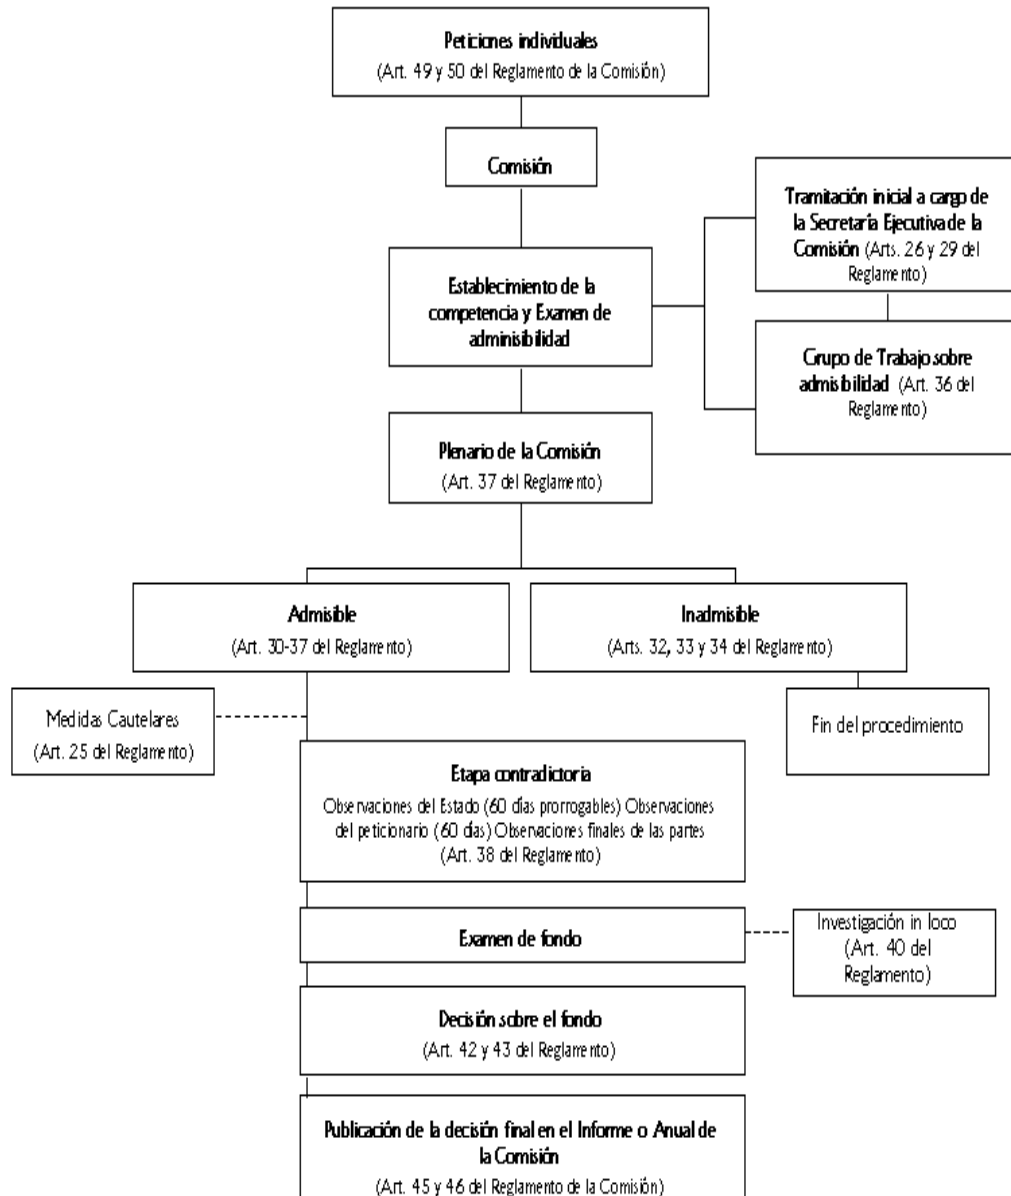 Peticiones individuales
(Art. 49 y 50 del Reglamento de la Comisión)
Comisión
Tramitación inicial a cargo de
la Secretaría Ejecutiva de la
Comisión (Arts. 26 y 29 del
Reglamento)
Establecimiento de la
competencia y Examen de
adminisibilidad
Grupo de Trabajo sobre
admisibilidad (Art. 36 del
Reglamento)
Plenario de la Comisión
(Art. 37 del Reglamento)
Admisible
(Art. 30-37 del Reglamento)
Inadmisible
(Arts. 32, 33 y 34 del Reglamento)
Medidas Cautelares
(Art. 25 del Reglamento)
Fin del procedimiento
Etapa contradictoria
Observaciones del Estado (60 días prorrogables) Observaciones
del peticionario (60 días) Observaciones finales de las partes
(Art. 38 del Reglamento)
Examen de fondo
Investigación in loco
(Art. 40 del
Reglamento)
Decisión sobre el fondo
(Art. 42 y 43 del Reglamento)
Publicación de la decisión final en el Informe o Anual de
la Comisión
(Art. 45 y 46 del Reglamento de la Comisión)